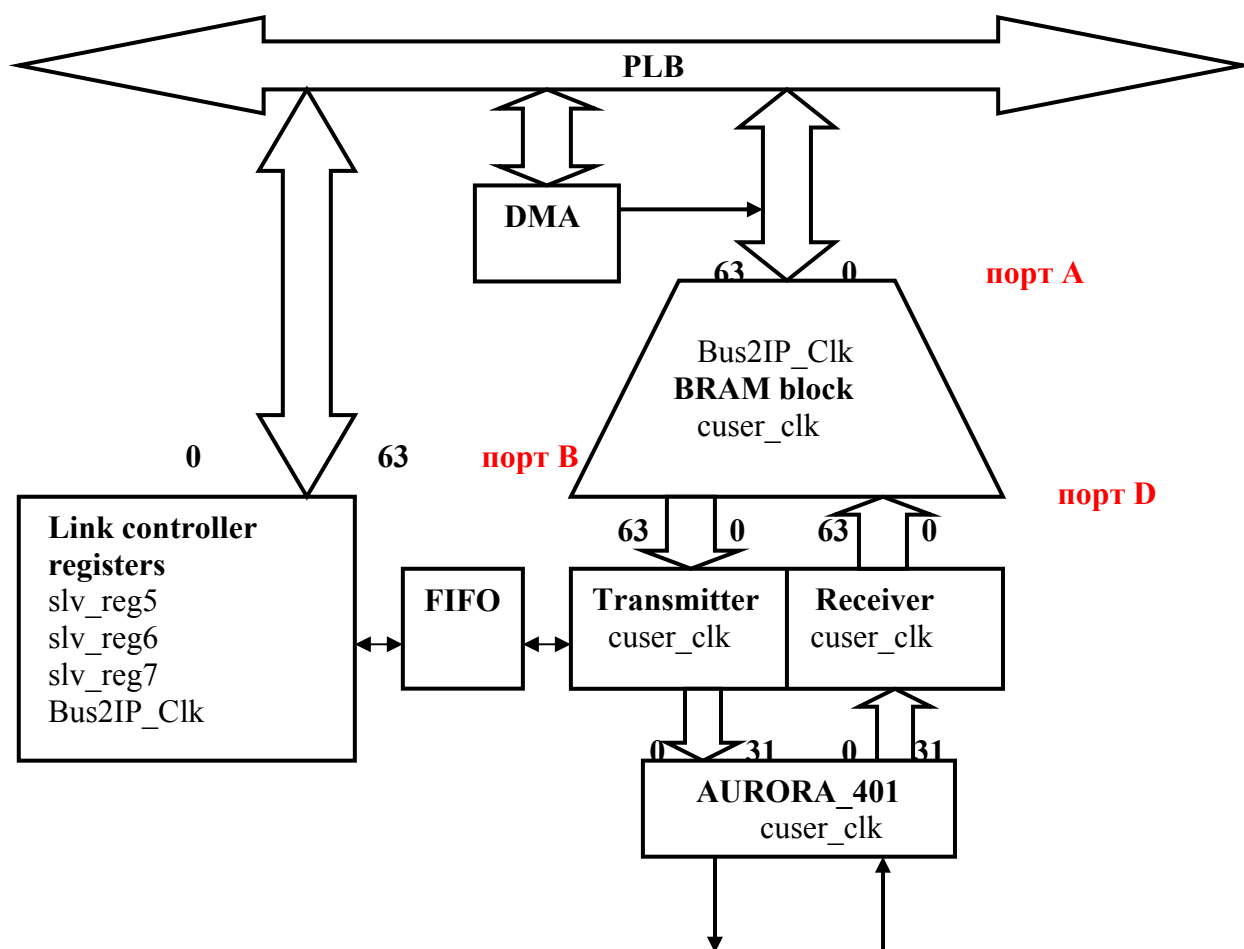 PLB
DMA
63 0 порт A
Bus2IP_Clk
BRAM block
cuser_clk
0 63 порт B
порт D
Link controller
registers
slv_reg5
slv_reg6
slv_reg7
Bus2IP_Clk
63 0 63 0
FIFO
Transmitter
cuser_clk
Receiver
cuser_clk
0 31 0 31
AURORA_401
cuser_clk